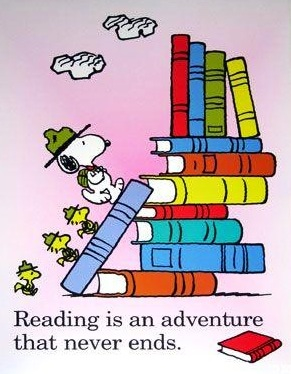 Reading is an adventure
that never ends.